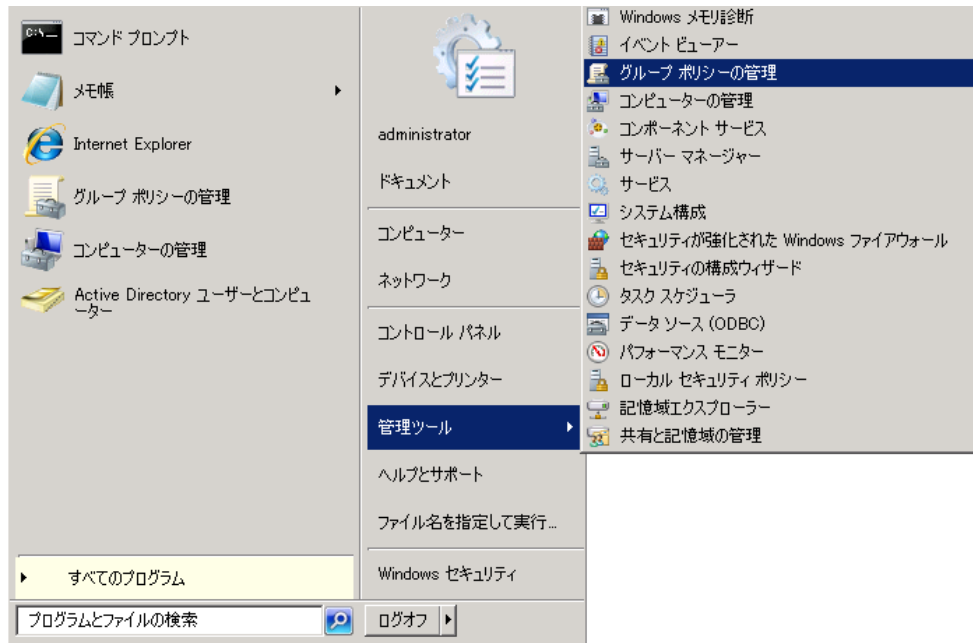 コマンド プロンプト
メモ帳
Internet Explorer
グループ ポリシーの管理
コンピューターの管理
Active Directory ユーザーとコンピュ
ーター
すべてのプログラム
プログラムとファイルの検索
administrator
ドキュメント
コンピューター
ネットワーク
コントロール パネル
デバイスとプリンター
管理ツール
ヘルプとサポート
ファイル名を指定して実行...
Windows セキュリティ
ログオフ
Windows メモリ診断
イベント ビューアー
グループ ポリシーの管理
コンピューターの管理
コンポーネント サービス
サーバー マネージャー
サービス
システム構成
セキュリティが強化された Windows ファイアウォール
セキュリティの構成ウィザード
タスク スケジューラ
データ ソース (ODBC)
パフォーマンス モニター
ローカル セキュリティ ポリシー
記憶域エクスプローラー
共有と記憶域の管理